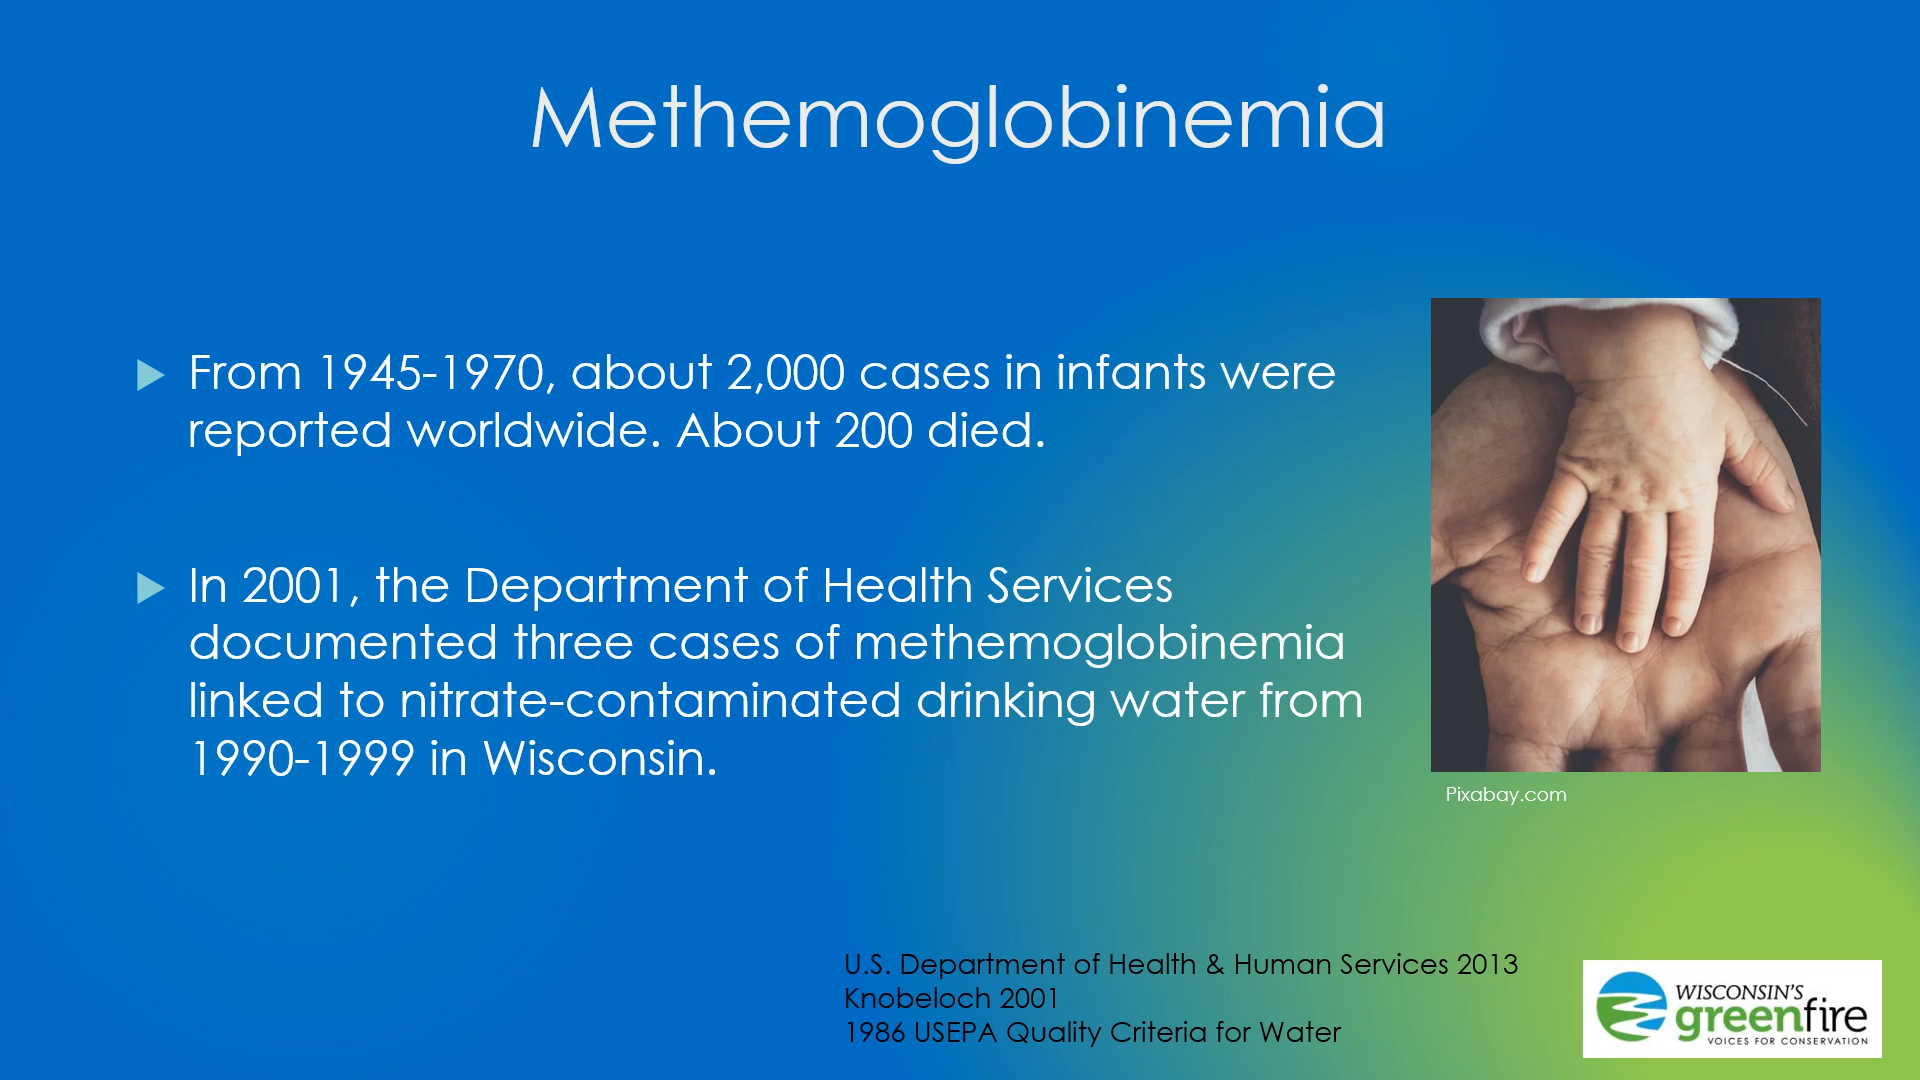 Methemoglobinemia
From 1945-1970, about 2,000 cases in infants were
reported worldwide. About 200 died.
In 2001, the Department of Health Services
documented three cases of methemoglobinemia
linked to nitrate-contaminated drinking water from
1990-1999 in Wisconsin.
Pixabay.com
U.S. Department of Health & Human Services 2013
Knobeloch 2001
1986 USEPA Quality Criteria for Water
WISCONSIN'S
greenfire
VOICES FOR CONSERVATION